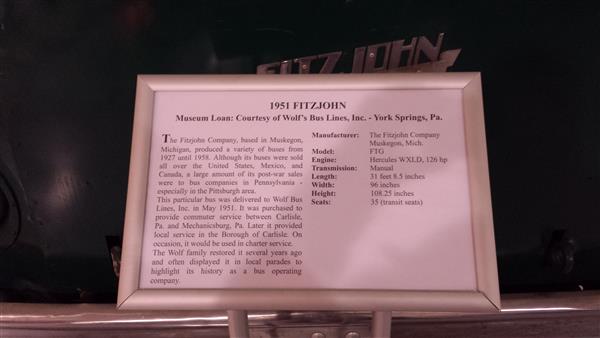 FITZJOHN
1951 FITZJOHN
Museum Loan: Courtesy of Wolf's Bus Lines, Inc. - York Springs, Pa.
The Fitzjohn Company, based in Muskegon,
Michigan, produced a variety of buses from
1927 until 1958. Although its buses were sold
all over the United States, Mexico, and
Canada, a large amount of its post-war sales
were to bus companies in Pennsylvania -
especially in the Pittsburgh area.
This particular bus was delivered to Wolf Bus
Lines, Inc. in May 1951. It was purchased to
provide commuter service between Carlisle,
Pa. and Mechanicsburg, Pa. Later it provided
local service in the Borough of Carlisle. On
occasion, it would be used in charter service.
The Wolf family restored it several years ago
and often displayed it in local parades to
highlight its history as a bus operating
company.
Manufacturer: The Fitzjohn Company
Muskegon, Mich.
Model: FTG
Engine: Hercules WXLD, 126 hp
Transmission: Manual
Length: 31 feet 8.5 inches
Width: 96 inches
Height: 108.25 inches
Seats: 35 (transit seats)